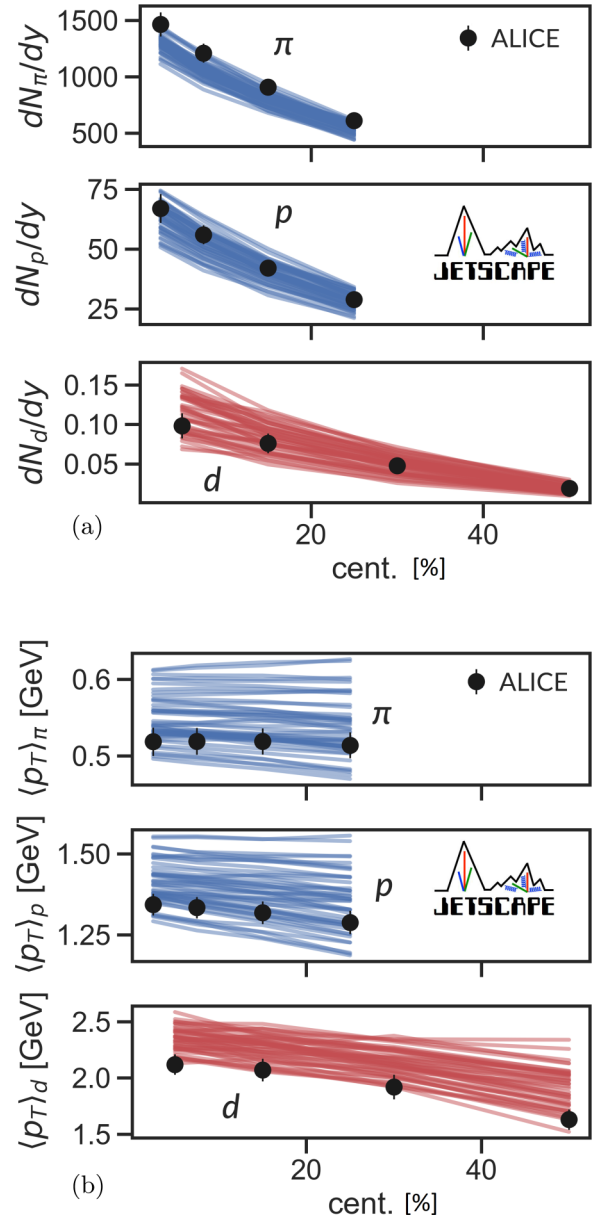 1500
1000
500
dN_π/dy
π
ALICE
75
50
25
dN_p/dy
p
JETSCAPE
0.15
0.10
0.05
dN_d/dy
d
(a)
20
40
cent. [%]
0.6
0.5
⟨p_T⟩_π [GeV]
π
ALICE
1.50
1.25
⟨p_T⟩_p [GeV]
p
JETSCAPE
2.5
2.0
1.5
⟨p_T⟩_d [GeV]
d
(b)
20
40
cent. [%]